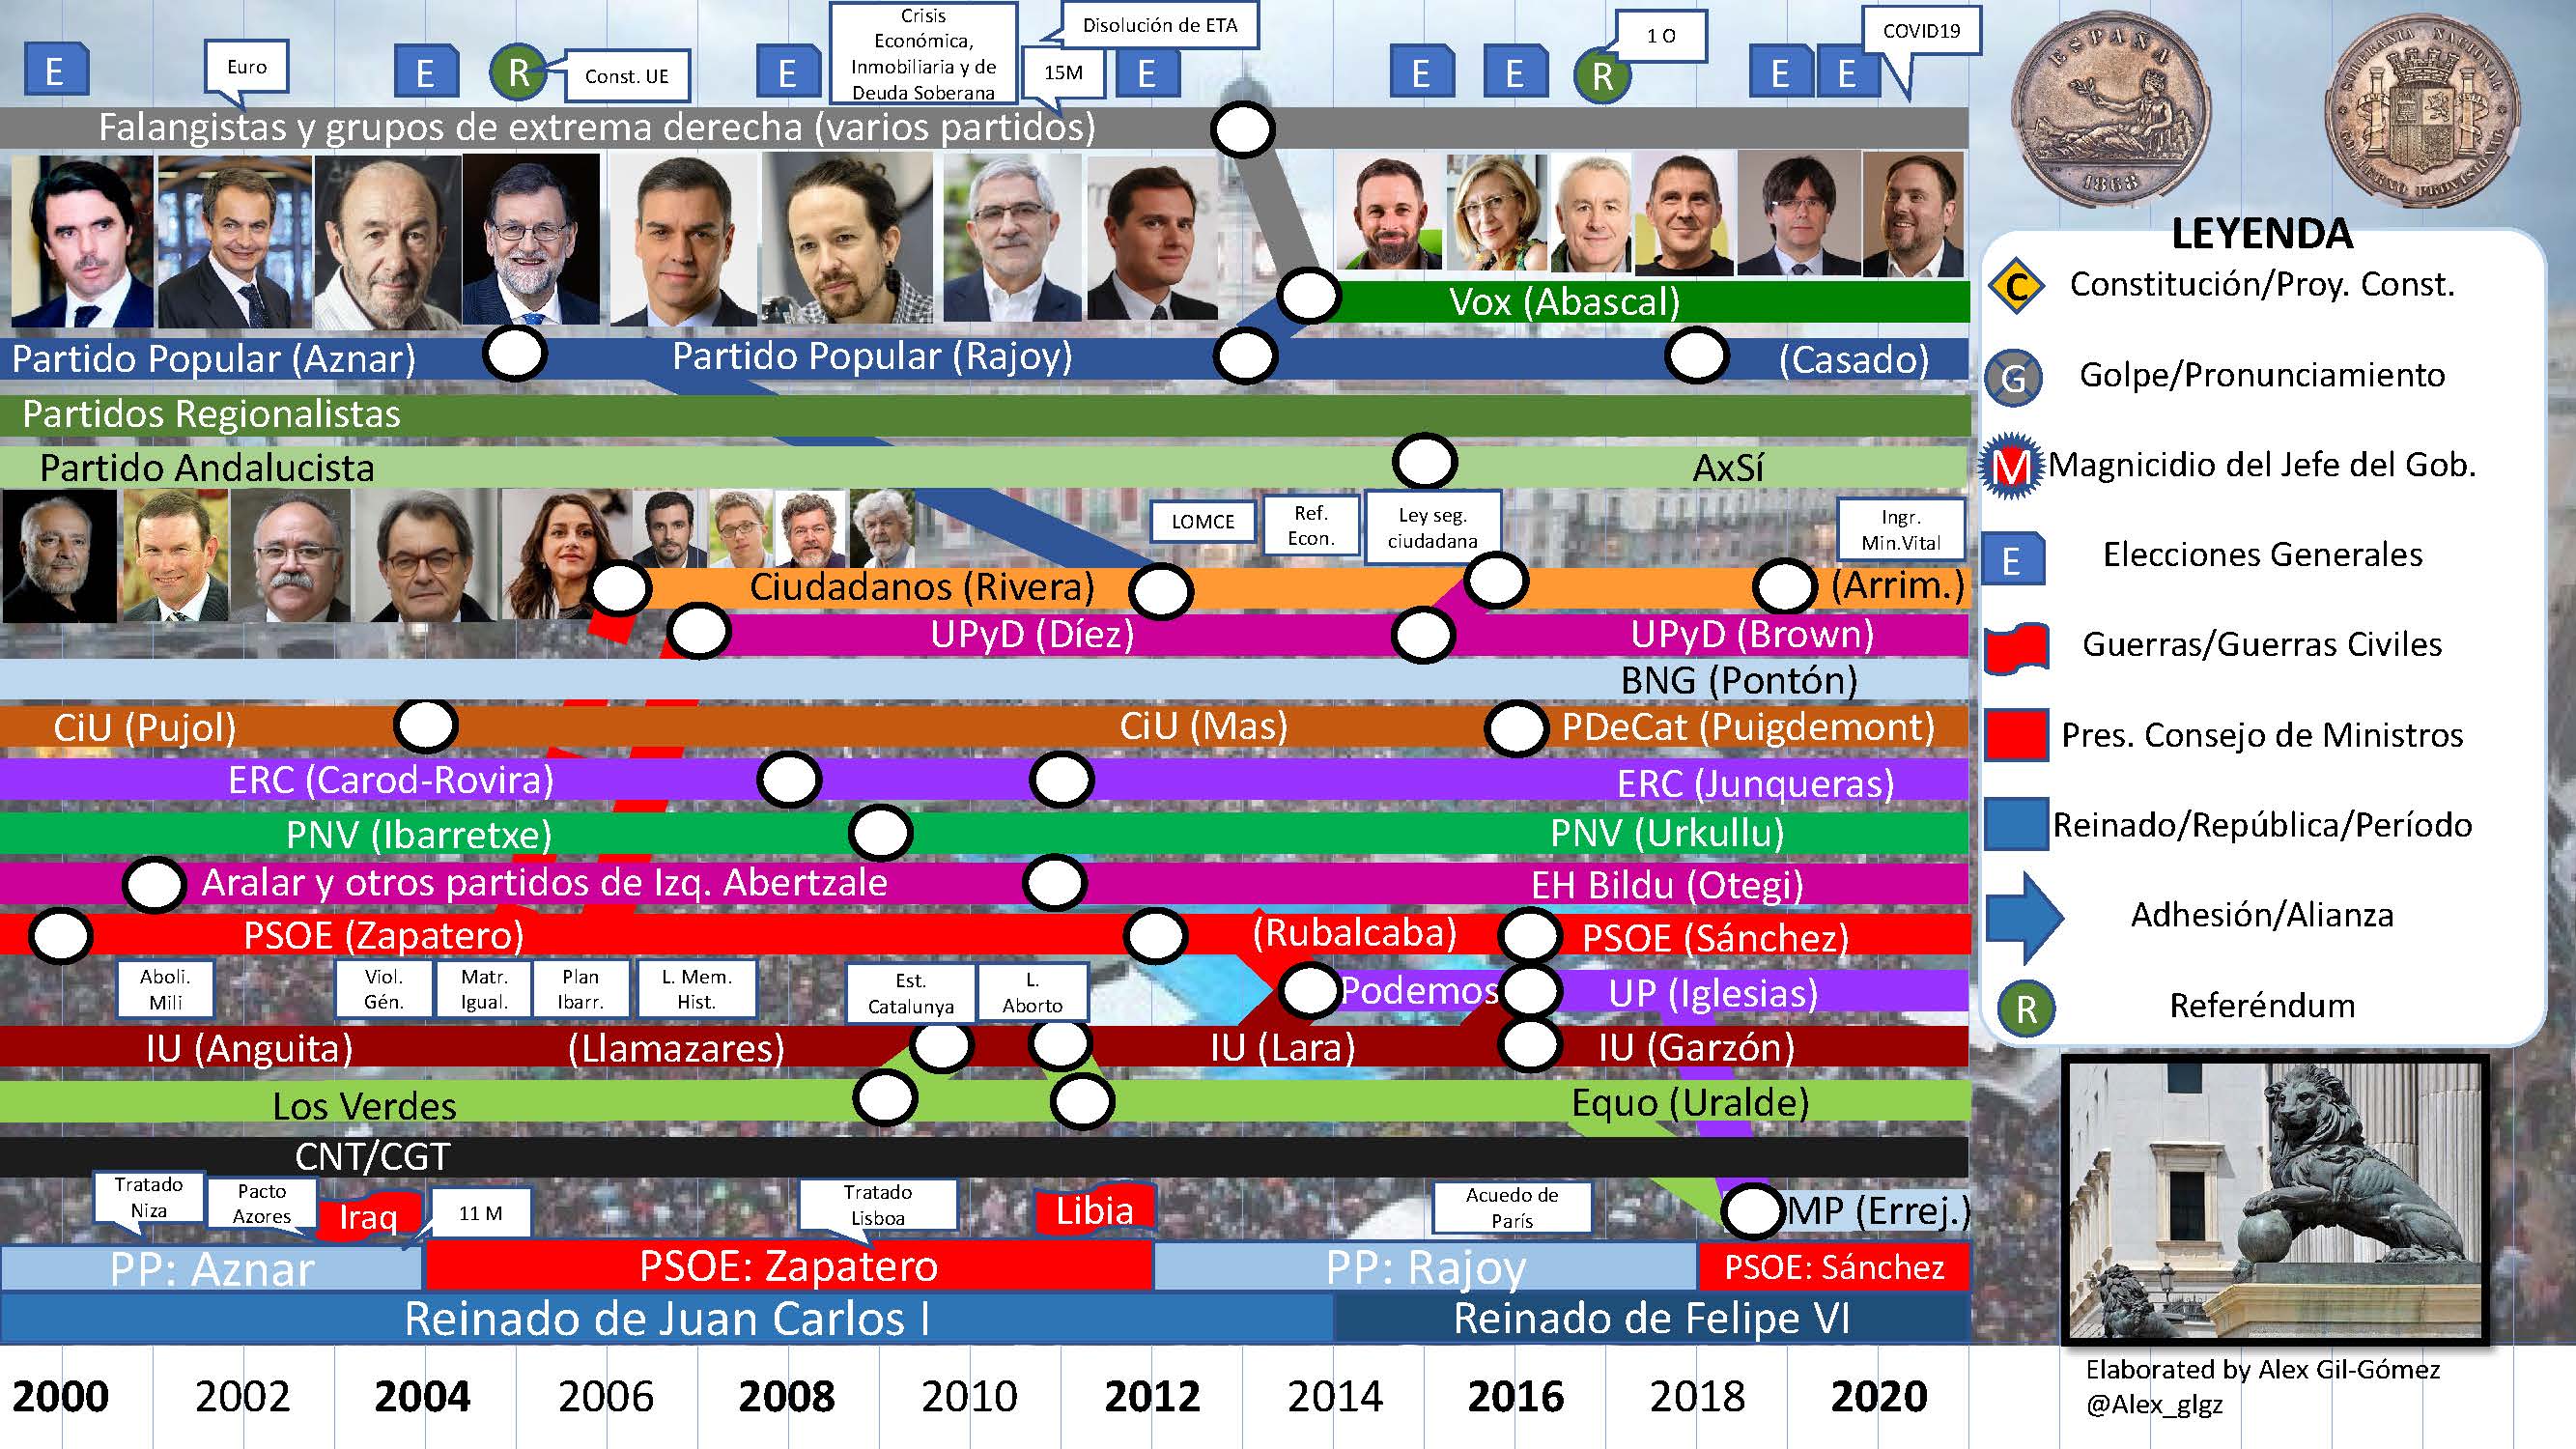 E
Euro
E
R
Const. UE
E
Crisis
Económica,
Inmobiliaria y de
Deuda Soberana
15M
Disolución de ETA
E
E
E
R
1 O
E
E
COVID19
Falangistas y grupos de extrema derecha (varios partidos)
Vox (Abascal)
Partido Popular (Aznar)
Partido Popular (Rajoy)
(Casado)
Partidos Regionalistas
Partido Andalucista
AxSí
LOMCE
Ref.
Econ.
Ley seg.
ciudadana
Ingr.
Min.Vital
Ciudadanos (Rivera)
(Arrim.)
UPyD (Díez)
UPyD (Brown)
BNG (Pontón)
CiU (Pujol)
CiU (Mas)
PDeCat (Puigdemont)
ERC (Carod-Rovira)
ERC (Junqueras)
PNV (Ibarretxe)
PNV (Urkullu)
Aralar y otros partidos de Izq. Abertzale
EH Bildu (Otegi)
PSOE (Zapatero)
(Rubalcaba)
PSOE (Sánchez)
Aboli.
Mili
Viol.
Gén.
Matr.
Igual.
Plan
Ibarr.
L. Mem.
Hist.
Est.
Catalunya
L.
Aborto
Podemos
UP (Iglesias)
IU (Anguita)
(Llamazares)
IU (Lara)
IU (Garzón)
Los Verdes
Equo (Uralde)
CNT/CGT
Tratado
Niza
Pacto
Azores
Iraq
11 M
Tratado
Lisboa
Libia
Acuedo de
París
MP (Errej.)
PP: Aznar
PSOE: Zapatero
PP: Rajoy
PSOE: Sánchez
Reinado de Juan Carlos I
Reinado de Felipe VI
2000 2002 2004 2006 2008 2010 2012 2014 2016 2018 2020
ESPAÑA
1868
SOBERANIA NACIONAL
GOBIERNO PROVISIONAL
LEYENDA
C Constitución/Proy. Const.
G Golpe/Pronunciamiento
M Magnicidio del Jefe del Gob.
E Elecciones Generales
Guerras/Guerras Civiles
Pres. Consejo de Ministros
Reinado/República/Período
Adhesión/Alianza
R Referéndum
Elaborated by Alex Gil-Gómez
@Alex_glgz